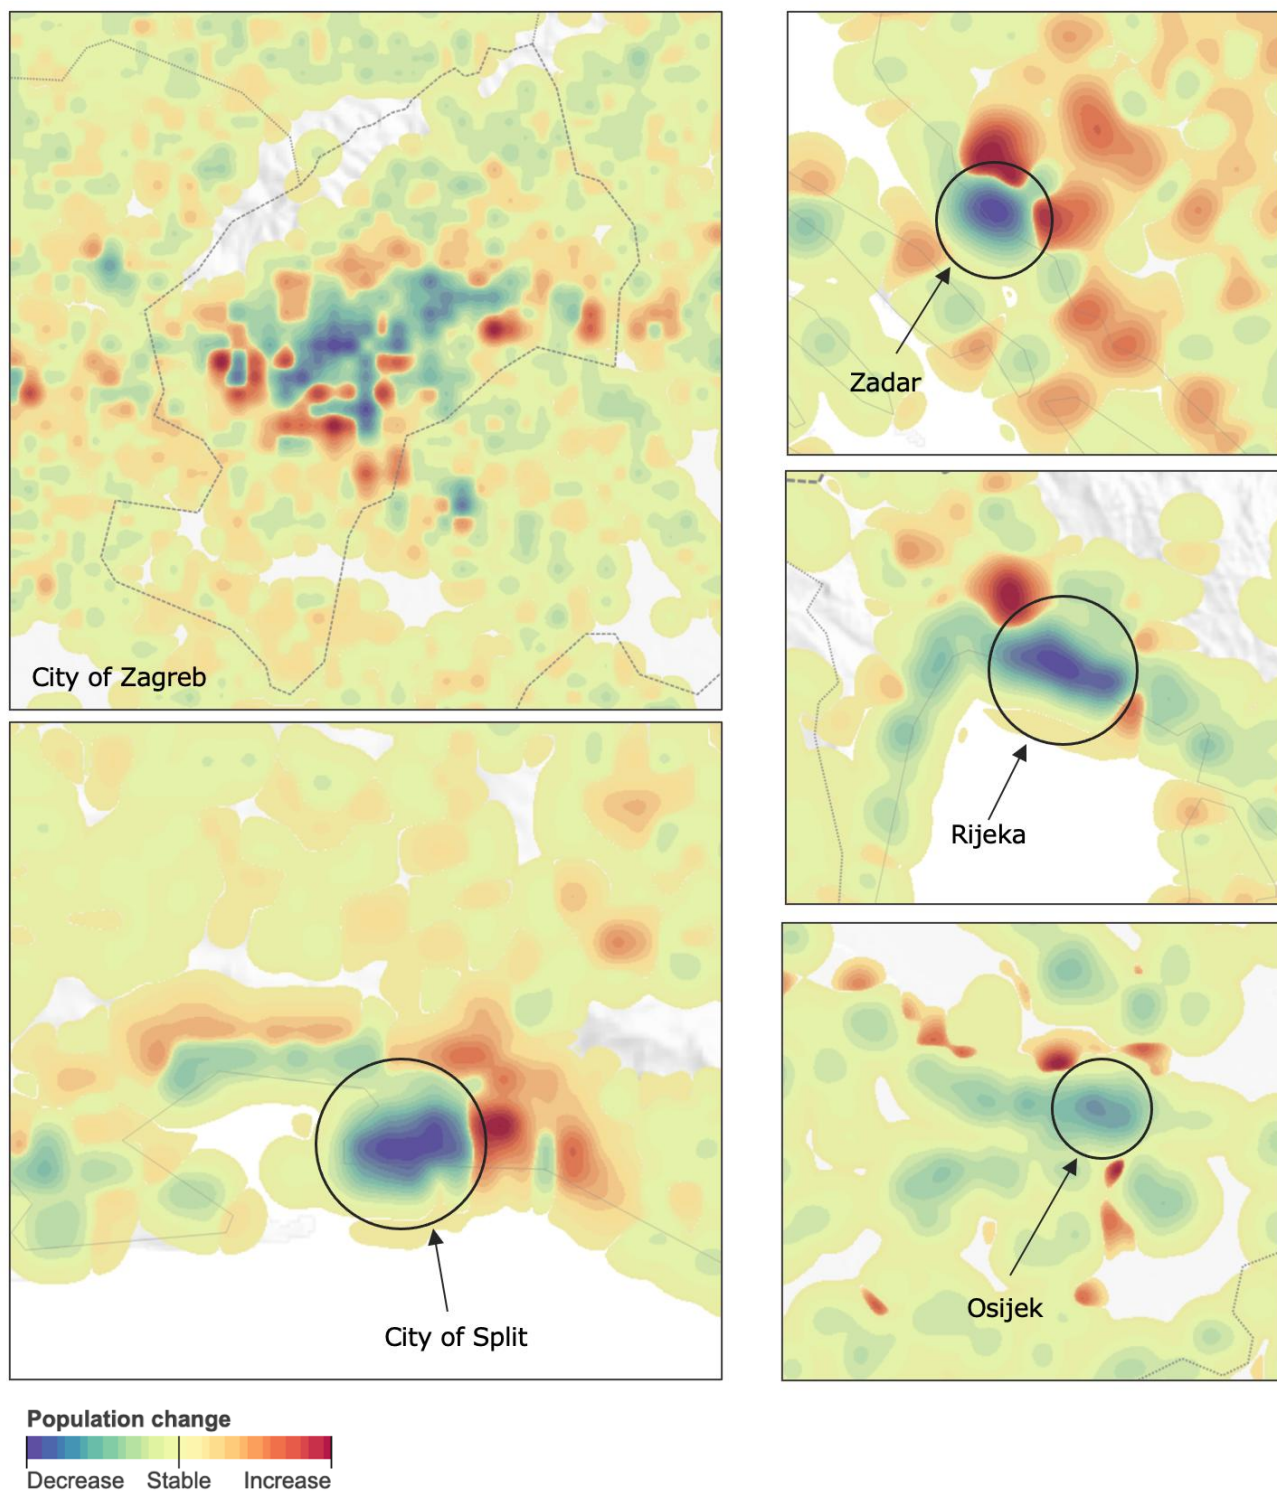 Zadar
City of Zagreb
Rijeka
Osijek
City of Split
Population change
Decrease Stable Increase